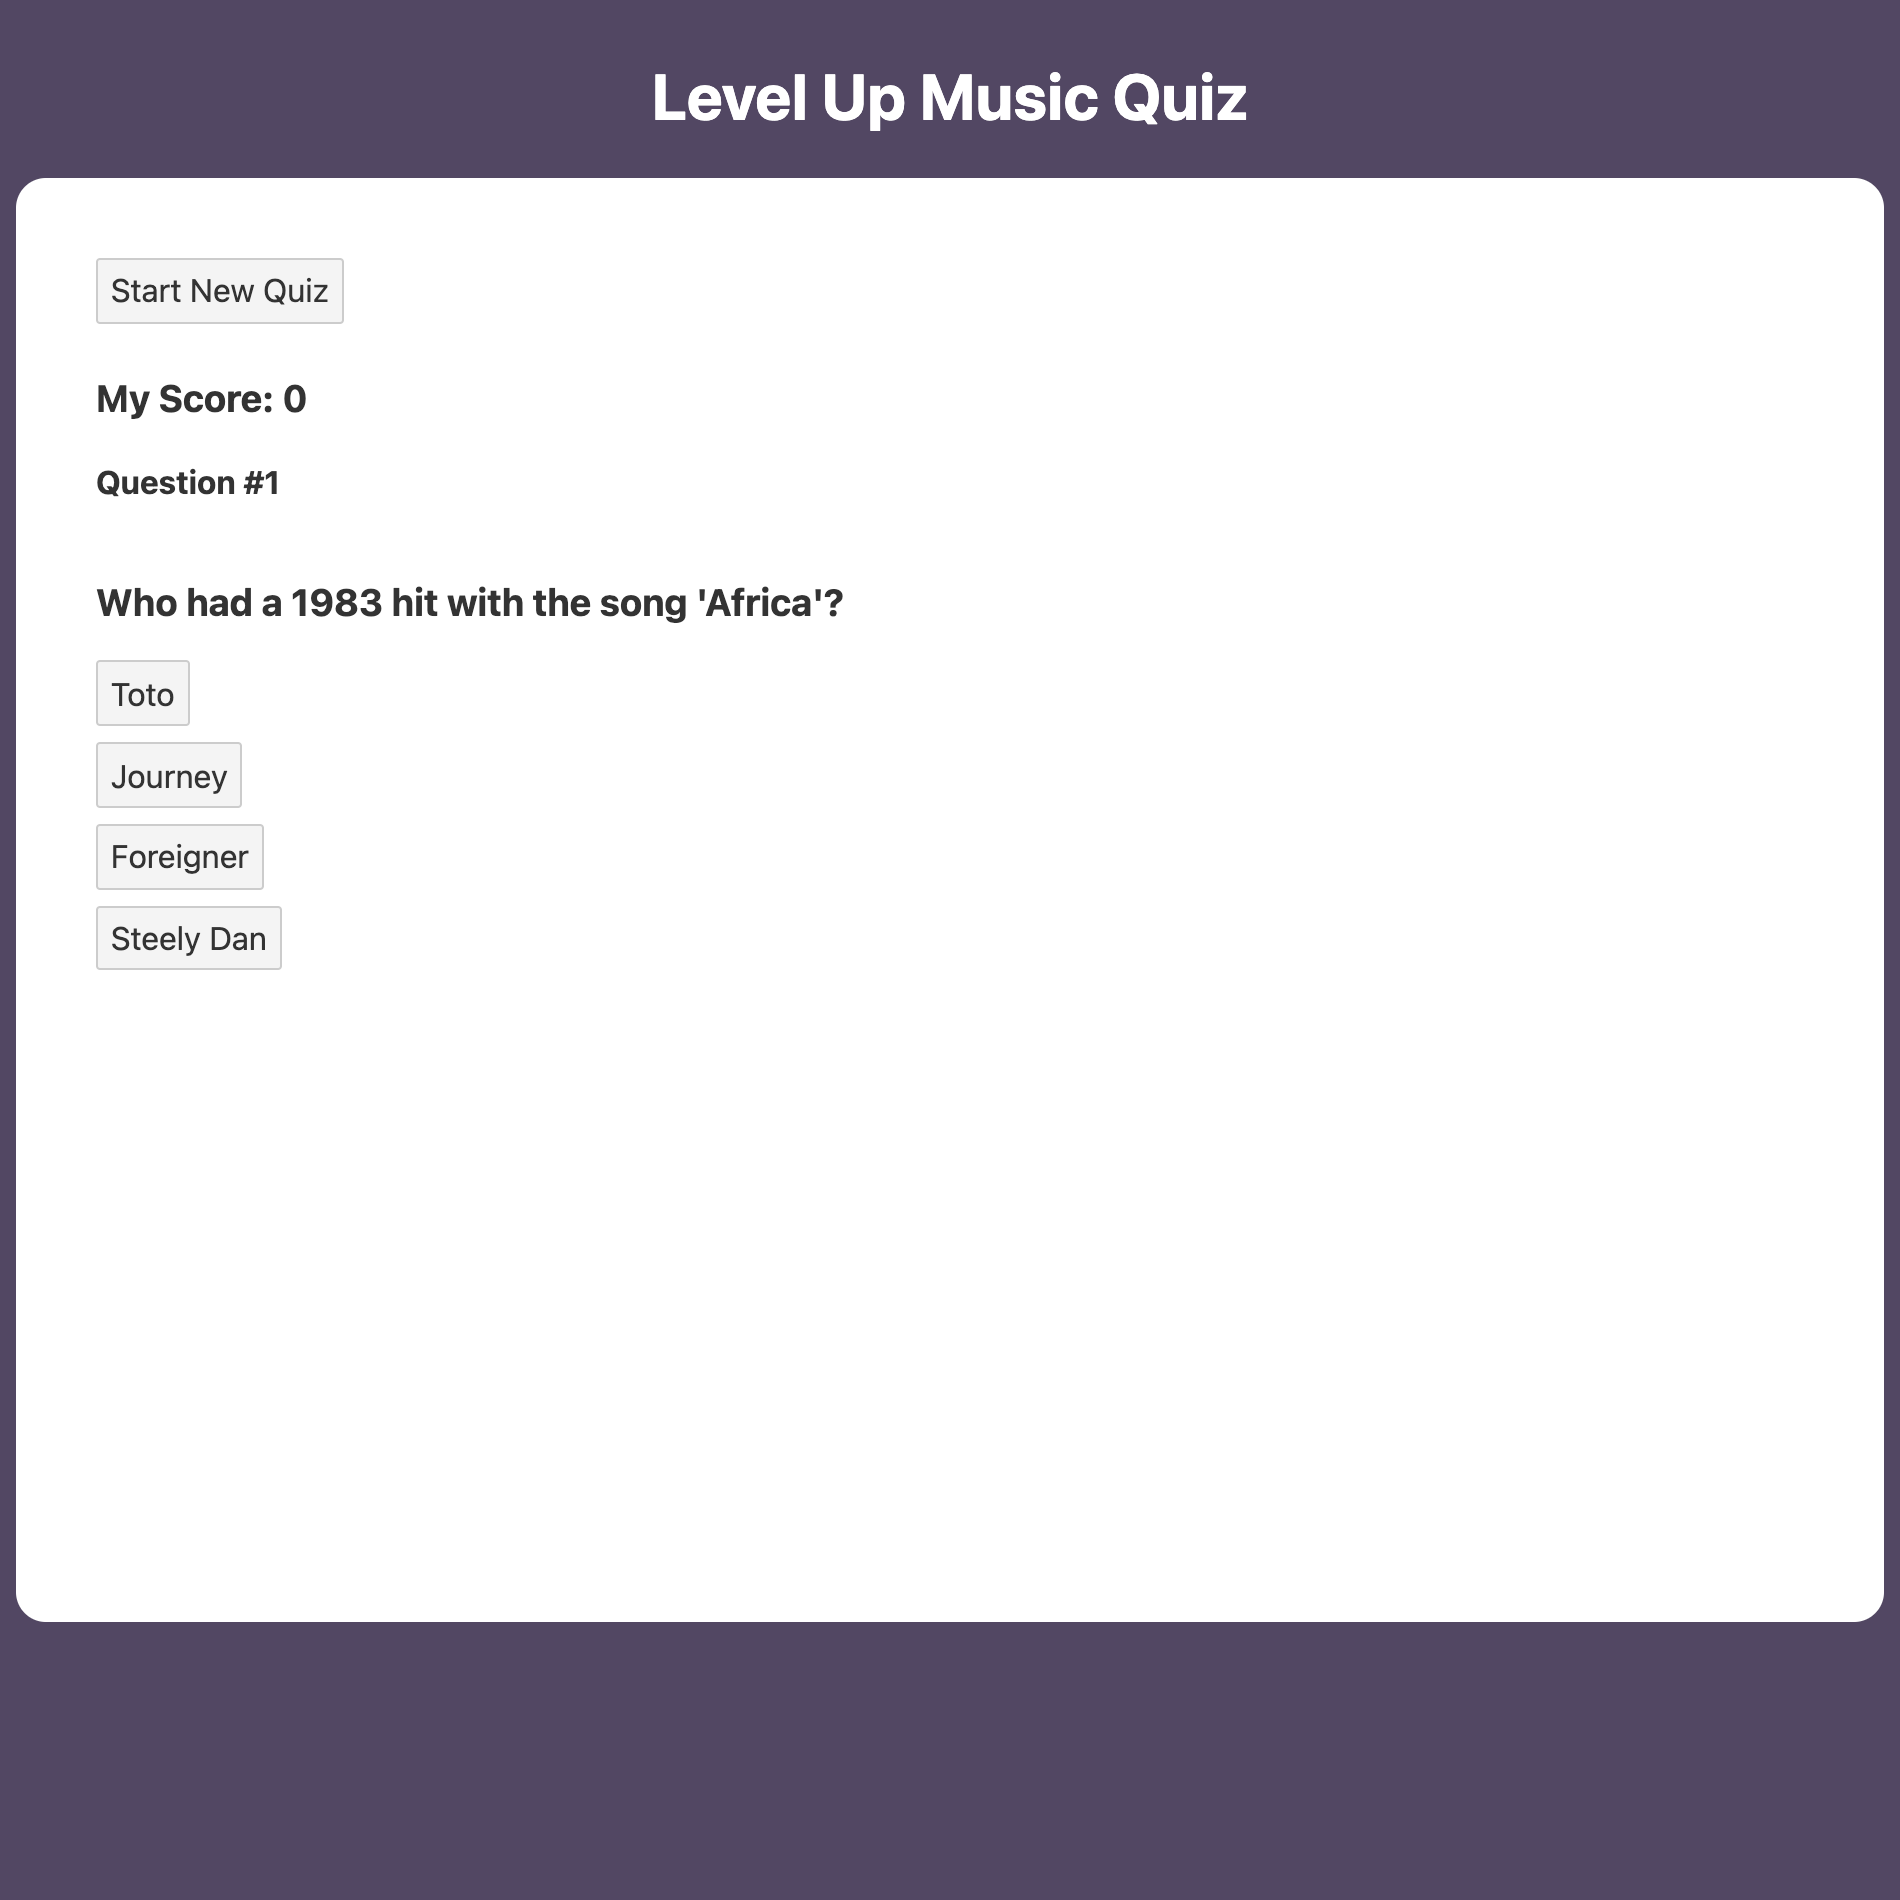 Level Up Music Quiz
Start New Quiz
My Score: 0
Question #1
Who had a 1983 hit with the song 'Africa'?
Toto
Journey
Foreigner
Steely Dan